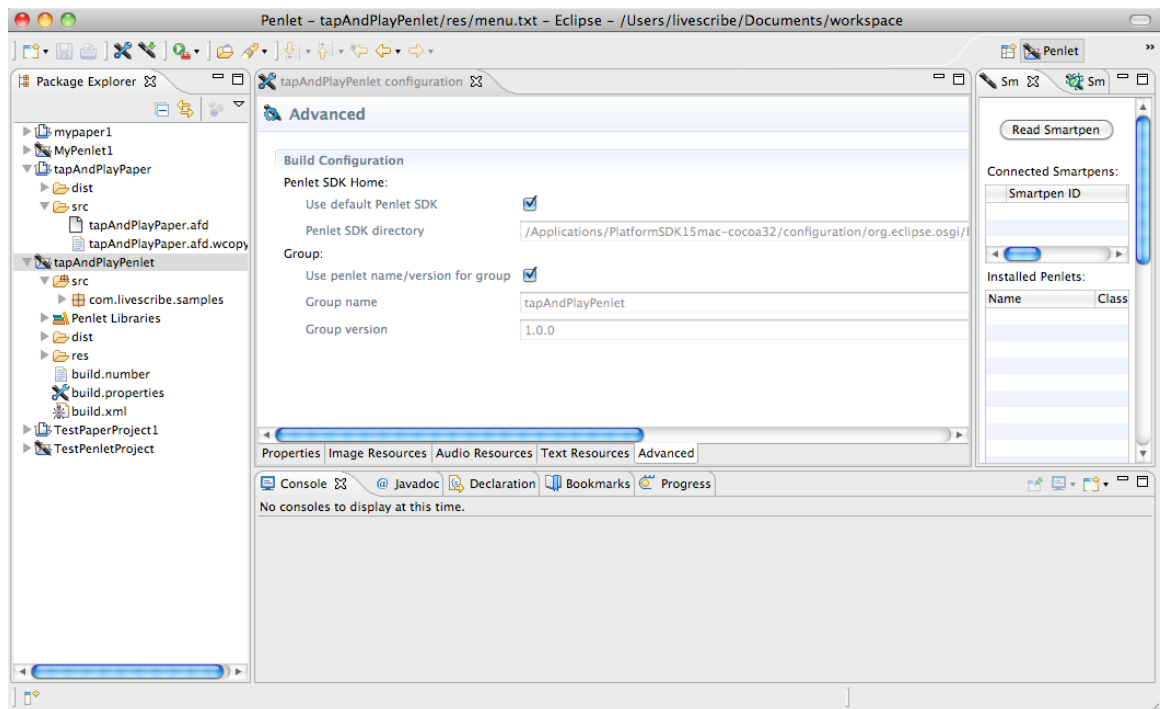 Penlet – tapAndPlayPenlet/res/menu.txt – Eclipse – /Users/livescribe/Documents/workspace
Penlet
»
Package Explorer
mypaper1
MyPenlet1
tapAndPlayPaper
dist
src
tapAndPlayPaper.afd
tapAndPlayPaper.afd.wcopy
tapAndPlayPenlet
src
com.livescribe.samples
Penlet Libraries
dist
res
build.number
build.properties
build.xml
TestPaperProject1
TestPenletProject
tapAndPlayPenlet configuration
Advanced
Build Configuration
Penlet SDK Home:
Use default Penlet SDK
Penlet SDK directory /Applications/PlatformSDK15mac-cocoa32/configuration/org.eclipse.osgi/
Group:
Use penlet name/version for group
Group name tapAndPlayPenlet
Group version 1.0.0
Properties Image Resources Audio Resources Text Resources Advanced
Sm Sm
Read Smartpen
Connected Smartpens:
Smartpen ID
Installed Penlets:
Name Class
Console @ Javadoc Declaration Bookmarks Progress
No consoles to display at this time.